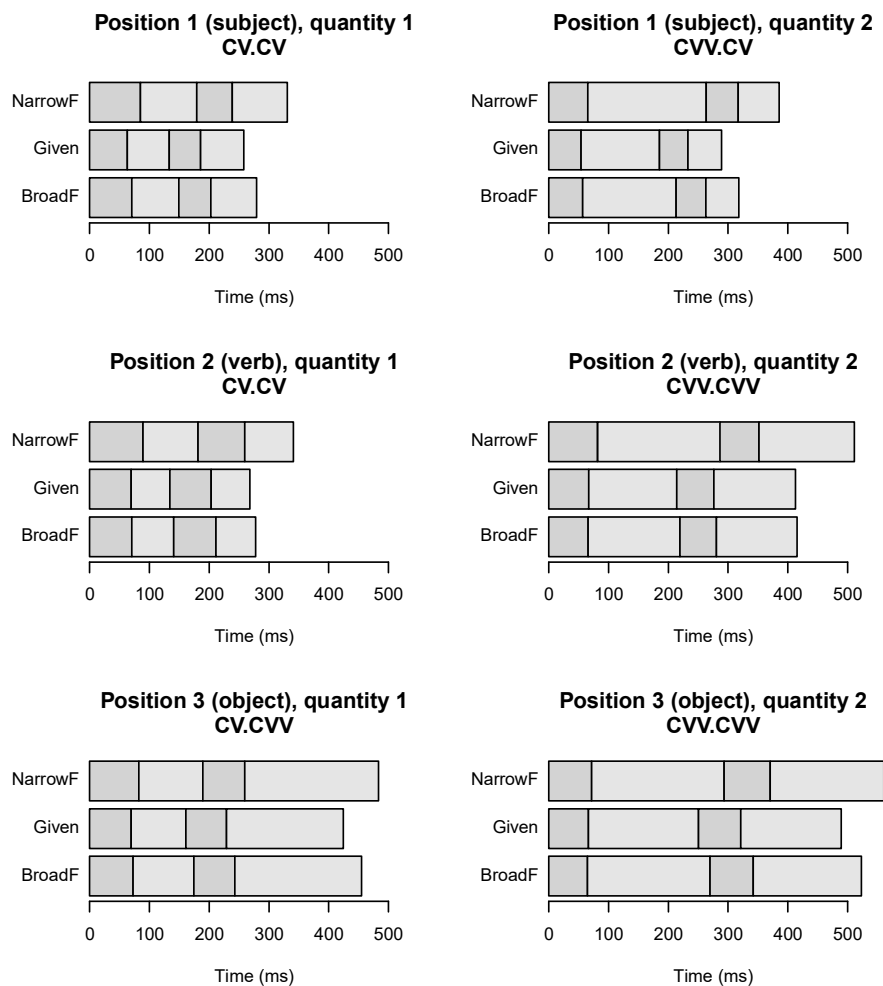 Position 1 (subject), quantity 1
CV.CV
NarrowF
Given
BroadF
0 100 200 300 400 500
Time (ms)
Position 1 (subject), quantity 2
CVV.CV
NarrowF
Given
BroadF
0 100 200 300 400 500
Time (ms)
Position 2 (verb), quantity 1
CV.CV
NarrowF
Given
BroadF
0 100 200 300 400 500
Time (ms)
Position 2 (verb), quantity 2
CVV.CVV
NarrowF
Given
BroadF
0 100 200 300 400 500
Time (ms)
Position 3 (object), quantity 1
CV.CVV
NarrowF
Given
BroadF
0 100 200 300 400 500
Time (ms)
Position 3 (object), quantity 2
CVV.CVV
NarrowF
Given
BroadF
0 100 200 300 400 500
Time (ms)